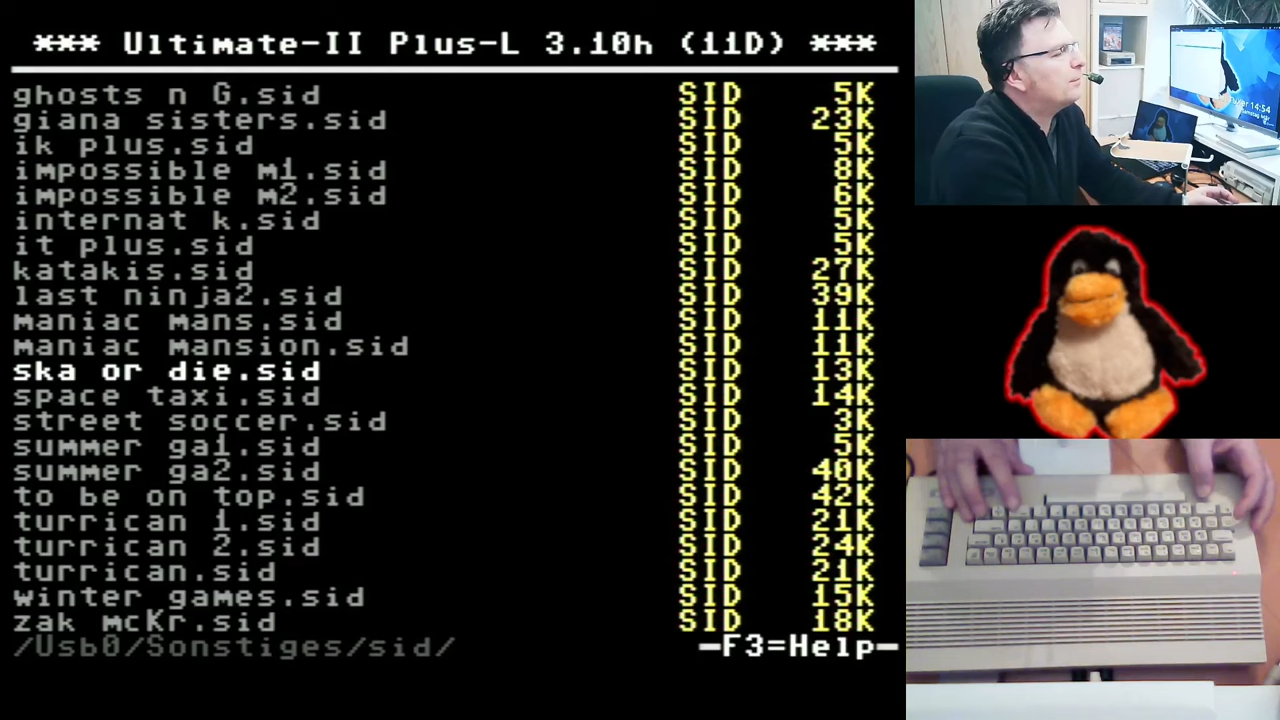 *** Ultimate-II Plus-L 3.10h (11D) ***
ghosts n G.sid SID 5K
giana sisters.sid SID 23K
ik plus.sid SID 5K
impossible m1.sid SID 8K
impossible m2.sid SID 6K
internat k.sid SID 5K
it plus.sid SID 5K
katakis.sid SID 27K
last ninja2.sid SID 39K
maniac mans.sid SID 11K
maniac mansion.sid SID 11K
ska or die.sid SID 13K
space taxi.sid SID 14K
street soccer.sid SID 3K
summer ga1.sid SID 5K
summer ga2.sid SID 40K
to be on top.sid SID 42K
turrican 1.sid SID 21K
turrican 2.sid SID 24K
turrican.sid SID 21K
winter games.sid SID 15K
zak mcKr.sid SID 18K
/Usb0/Sonstiges/sid/ F3=Help
14:54